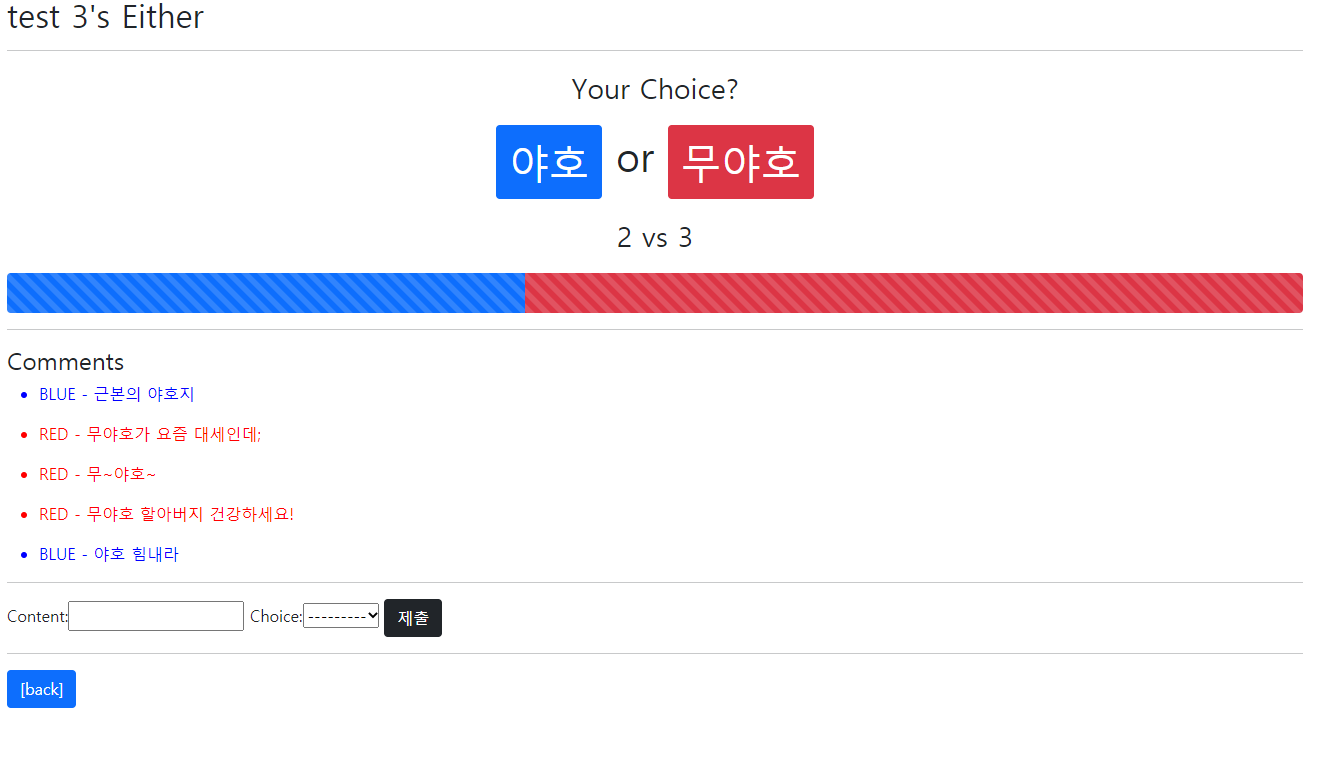 test 3's Either
Your Choice?
야호 or 무야호
2 vs 3
Comments
BLUE - 근본의 야호지
RED - 무야호가 요즘 대세인데;
RED - 무~야호~
RED - 무야호 할아버지 건강하세요!
BLUE - 야호 힘내라
Content: Choice: --------- 제출
[back]